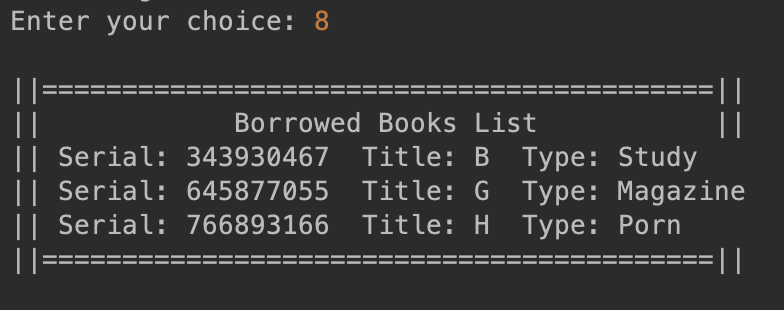 Enter your choice: 8
||==========================================||
|| Borrowed Books List ||
|| Serial: 343930467 Title: B Type: Study
|| Serial: 645877055 Title: G Type: Magazine
|| Serial: 766893166 Title: H Type: Porn
||==========================================||